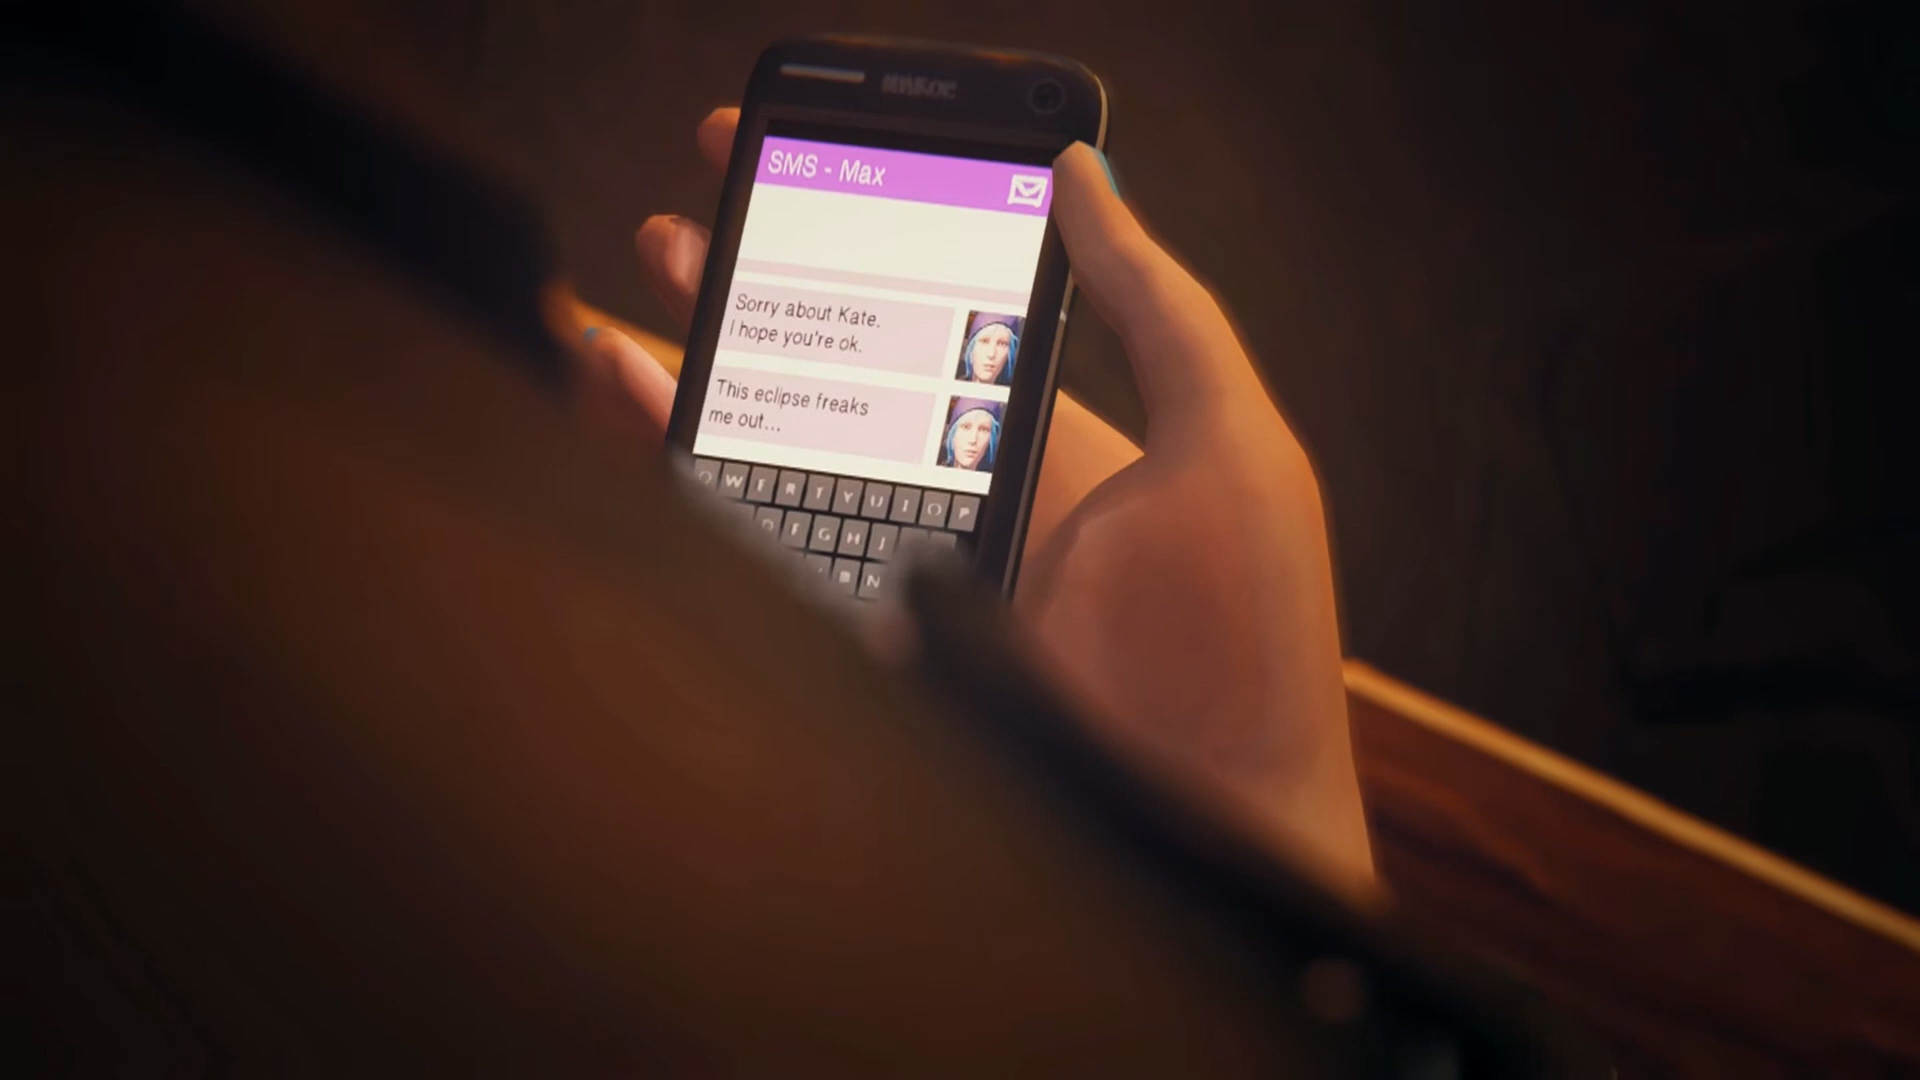 SMS - Max
Sorry about Kate.
I hope you're ok.
This eclipse freaks
me out...
Q W E R T Y U I O P
D F G H J
B N